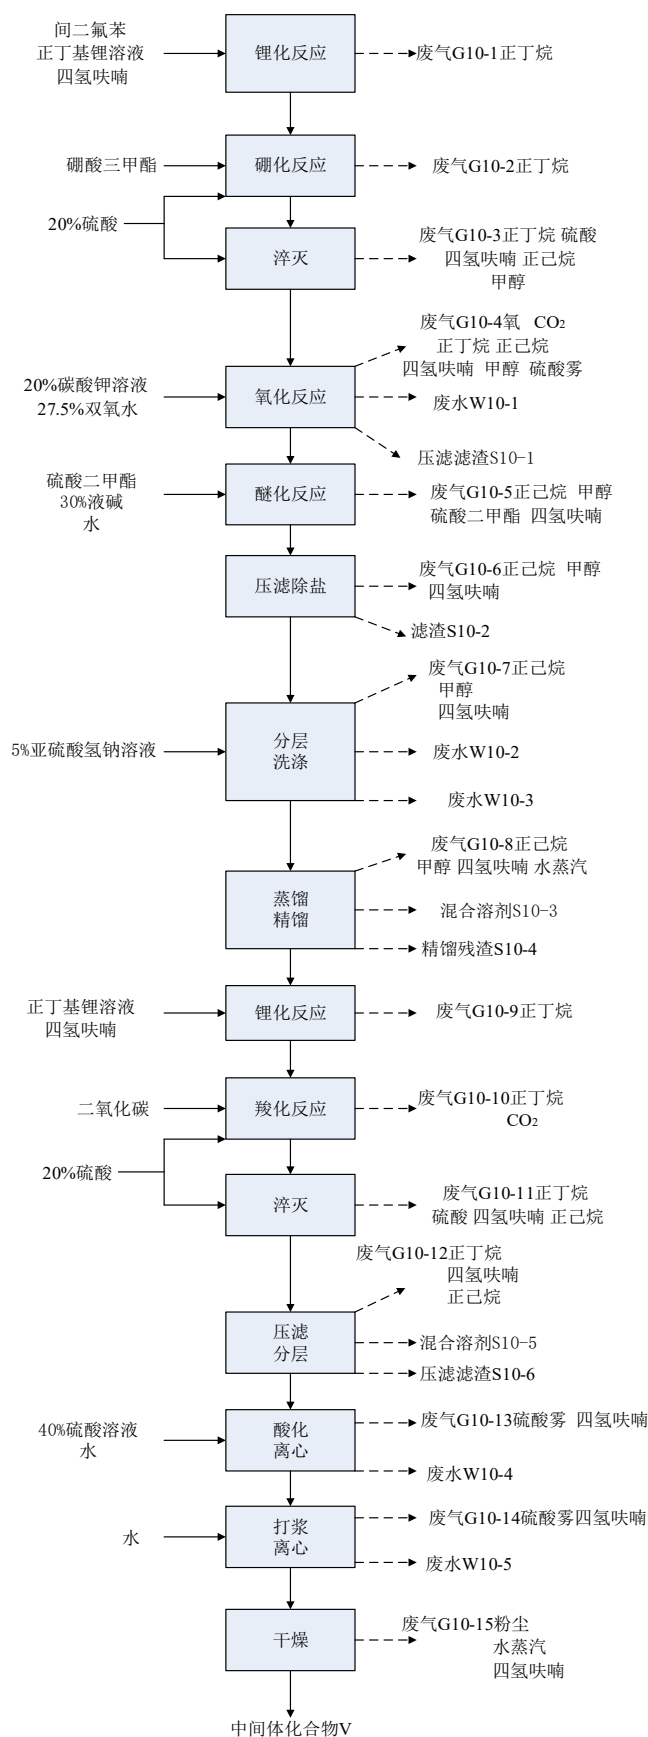 间二氟苯
正丁基锂溶液
四氢呋喃
锂化反应
废气G10-1正丁烷
硼酸三甲酯
硼化反应
废气G10-2正丁烷
20%硫酸
淬灭
废气G10-3正丁烷 硫酸
四氢呋喃 正己烷
甲醇
废气G10-4氧 CO2
正丁烷 正己烷
四氢呋喃 甲醇 硫酸雾
20%碳酸钾溶液
27.5%双氧水
氧化反应
废水W10-1
压滤滤渣S10-1
硫酸二甲酯
30%液碱
水
醚化反应
废气G10-5正己烷 甲醇
硫酸二甲酯 四氢呋喃
压滤除盐
废气G10-6正己烷 甲醇
四氢呋喃
滤渣S10-2
废气G10-7正己烷
甲醇
四氢呋喃
5%亚硫酸氢钠溶液
分层
洗涤
废水W10-2
废水W10-3
废气G10-8正己烷
甲醇 四氢呋喃 水蒸汽
蒸馏
精馏
混合溶剂S10-3
精馏残渣S10-4
正丁基锂溶液
四氢呋喃
锂化反应
废气G10-9正丁烷
二氧化碳
羧化反应
废气G10-10正丁烷
CO2
20%硫酸
淬灭
废气G10-11正丁烷
硫酸 四氢呋喃 正己烷
废气G10-12正丁烷
四氢呋喃
正己烷
压滤
分层
混合溶剂S10-5
压滤滤渣S10-6
40%硫酸溶液
水
酸化
离心
废气G10-13硫酸雾 四氢呋喃
废水W10-4
水
打浆
离心
废气G10-14硫酸雾四氢呋喃
废水W10-5
干燥
废气G10-15粉尘
水蒸汽
四氢呋喃
中间体化合物V